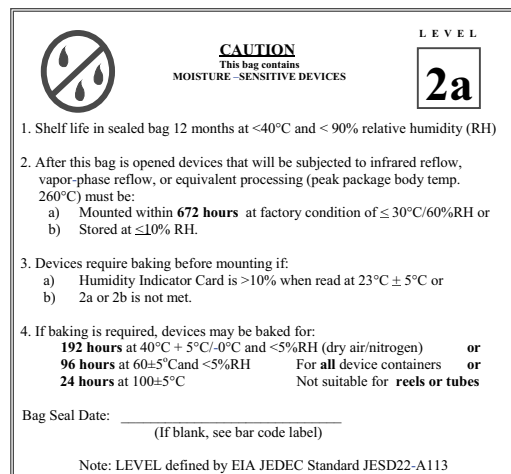 LEVEL
CAUTION
This bag contains
MOISTURE –SENSITIVE DEVICES
2a
1. Shelf life in sealed bag 12 months at <40°C and < 90% relative humidity (RH)
2. After this bag is opened devices that will be subjected to infrared reflow,
vapor-phase reflow, or equivalent processing (peak package body temp.
260°C) must be:
a) Mounted within 672 hours at factory condition of ≤ 30°C/60%RH or
b) Stored at ≤10% RH.
3. Devices require baking before mounting if:
a) Humidity Indicator Card is >10% when read at 23°C ± 5°C or
b) 2a or 2b is not met.
4. If baking is required, devices may be baked for:
192 hours at 40°C + 5°C/-0°C and <5%RH (dry air/nitrogen) or
96 hours at 60±5°Cand <5%RH For all device containers or
24 hours at 100±5°C Not suitable for reels or tubes
Bag Seal Date: ______________________________
(If blank, see bar code label)
Note: LEVEL defined by EIA JEDEC Standard JESD22-A113